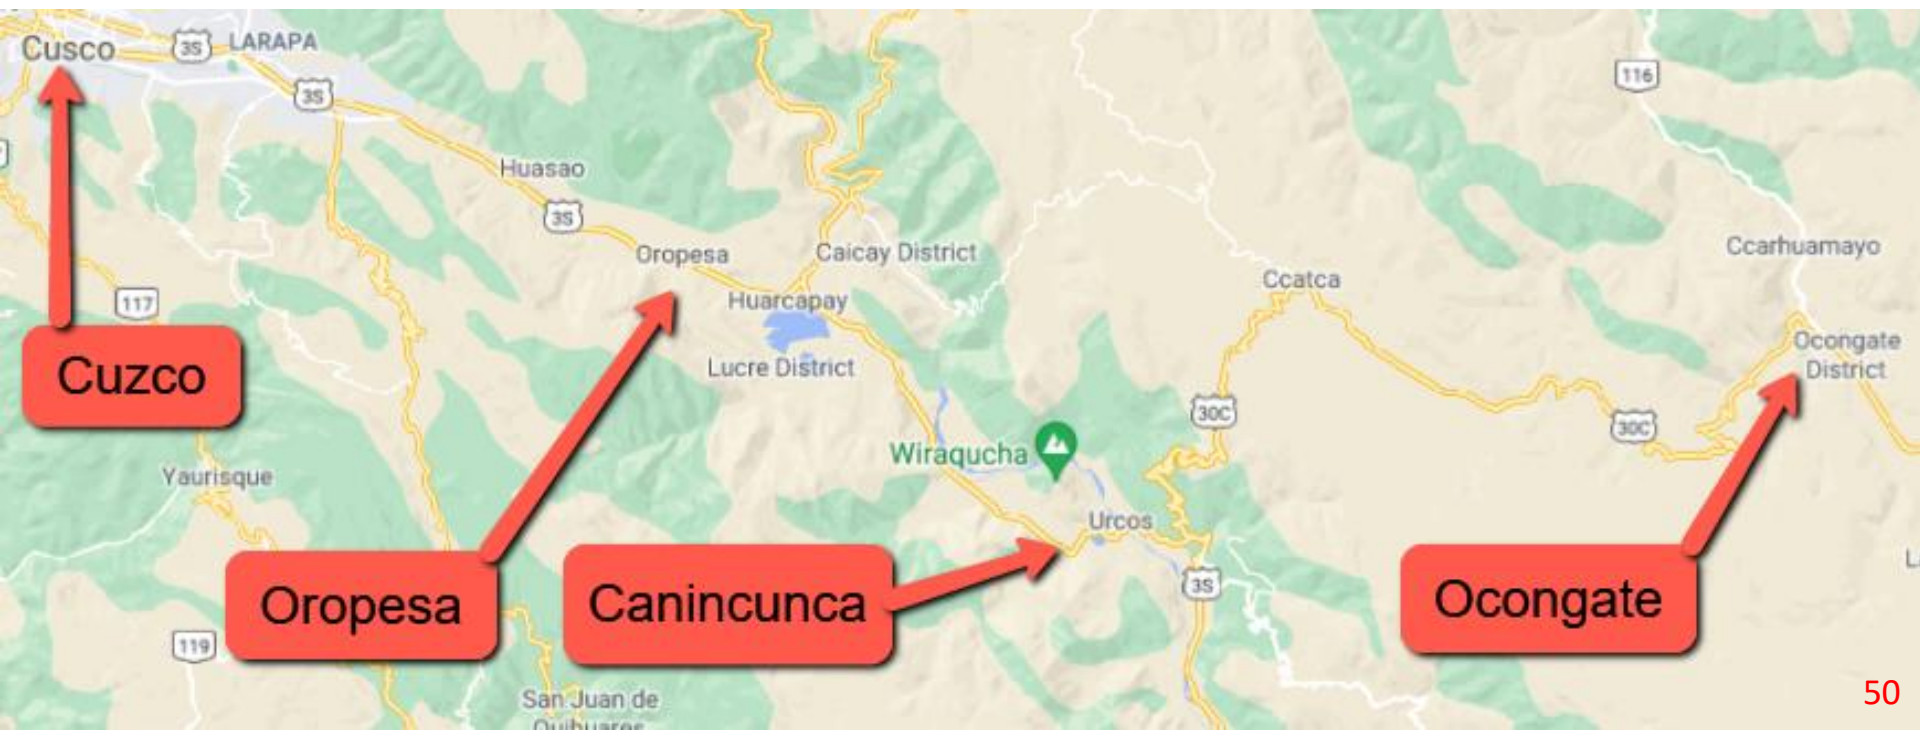 Cusco
3S
LARAPA
3S
116
Huasao
3S
Oropesa
Caicay District
Ccarhuamayo
Ccatca
117
Huarcapay
Ocongate
District
Lucre District
Cuzco
30C
30C
Wiraqucha
Yaurisque
Urcos
3S
Oropesa
Canincunca
Ocongate
119
San Juan de
Quihuares
50